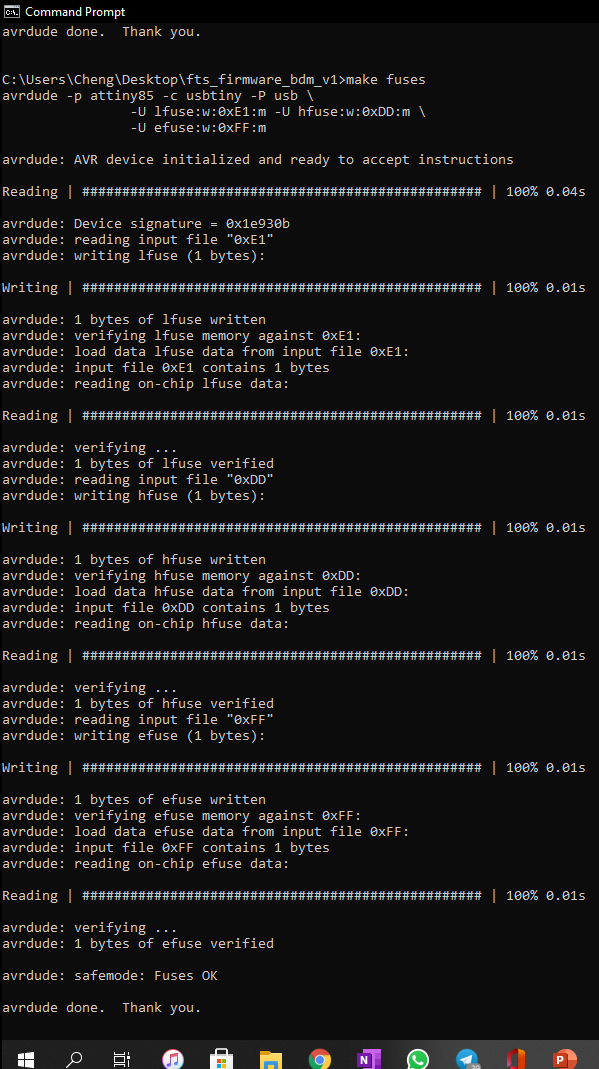 Command Prompt
avrdude done.  Thank you.
C:\Users\Cheng\Desktop\fts_firmware_bdm_v1>make fuses
avrdude -p attiny85 -c usbtiny -P usb \
                -U lfuse:w:0xE1:m -U hfuse:w:0xDD:m \
                -U efuse:w:0xFF:m
avrdude: AVR device initialized and ready to accept instructions
Reading | ################################################## | 100% 0.04s
avrdude: Device signature = 0x1e930b
avrdude: reading input file "0xE1"
avrdude: writing lfuse (1 bytes):
Writing | ################################################## | 100% 0.01s
avrdude: 1 bytes of lfuse written
avrdude: verifying lfuse memory against 0xE1:
avrdude: load data lfuse data from input file 0xE1:
avrdude: input file 0xE1 contains 1 bytes
avrdude: reading on-chip lfuse data:
Reading | ################################################## | 100% 0.01s
avrdude: verifying ...
avrdude: 1 bytes of lfuse verified
avrdude: reading input file "0xDD"
avrdude: writing hfuse (1 bytes):
Writing | ################################################## | 100% 0.01s
avrdude: 1 bytes of hfuse written
avrdude: verifying hfuse memory against 0xDD:
avrdude: load data hfuse data from input file 0xDD:
avrdude: input file 0xDD contains 1 bytes
avrdude: reading on-chip hfuse data:
Reading | ################################################## | 100% 0.01s
avrdude: verifying ...
avrdude: 1 bytes of hfuse verified
avrdude: reading input file "0xFF"
avrdude: writing efuse (1 bytes):
Writing | ################################################## | 100% 0.01s
avrdude: 1 bytes of efuse written
avrdude: verifying efuse memory against 0xFF:
avrdude: load data efuse data from input file 0xFF:
avrdude: input file 0xFF contains 1 bytes
avrdude: reading on-chip efuse data:
Reading | ################################################## | 100% 0.01s
avrdude: verifying ...
avrdude: 1 bytes of efuse verified
avrdude: safemode: Fuses OK
avrdude done.  Thank you.